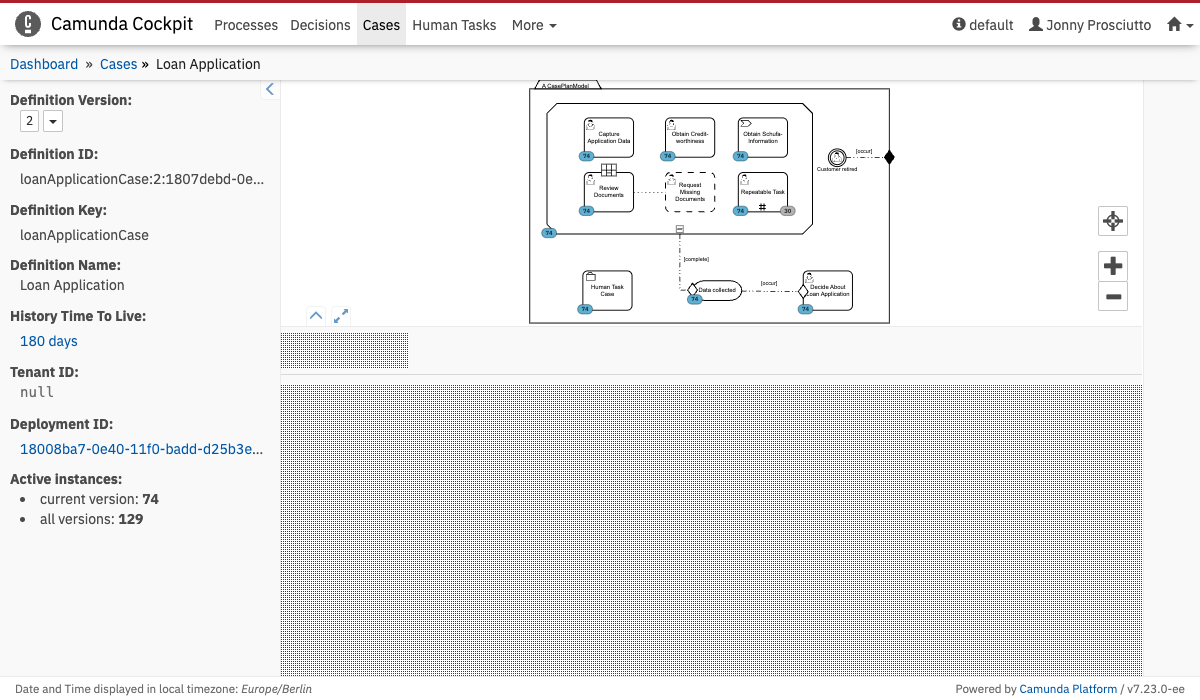 Camunda Cockpit Processes Decisions Cases Human Tasks More default Jonny Prosciutto
Dashboard » Cases » Loan Application
Definition Version:
2
Definition ID:
loanApplicationCase:2:1807debd-0e...
Definition Key:
loanApplicationCase
Definition Name:
Loan Application
History Time To Live:
180 days
Tenant ID:
null
Deployment ID:
18008ba7-0e40-11f0-badd-d25b3e...
Active instances:
current version: 74
all versions: 129
A CasePlanModel
Capture
Application Data
74
Obtain Credit-
worthiness
74
Obtain Schufa-
Information
74
[occur]
Customer retired
Review
Documents
74
Request
Missing
Documents
Repeatable Task
74
30
74
[complete]
Human Task
Case
74
Data collected
74
[occur]
Decide About
Loan Application
74
Date and Time displayed in local timezone: Europe/Berlin
Powered by Camunda Platform / v7.23.0-ee